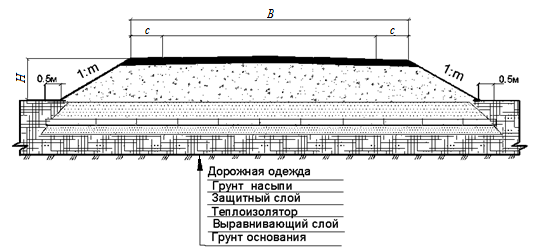 B
c
c
H
1:m
1:m
0.5м
0.5м
Дорожная одежда
Грунт насыпи
Защитный слой
Теплоизолятор
Выравнивающий слой
Грунт основания